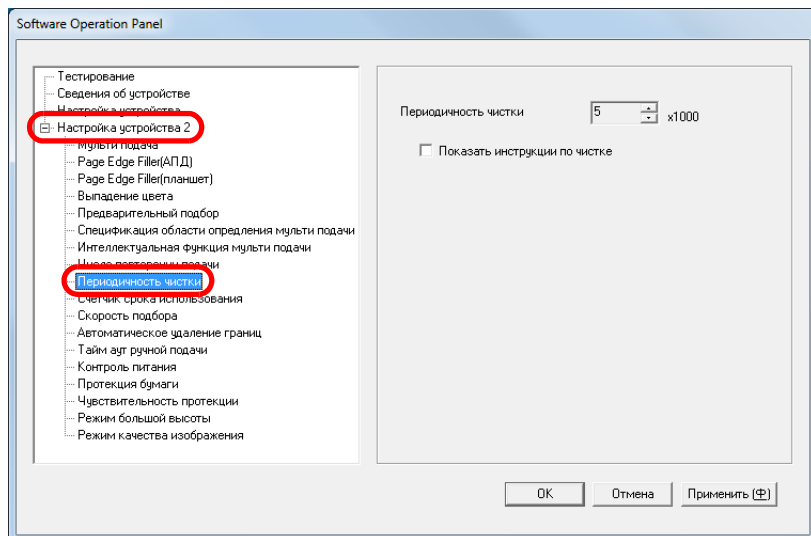 Software Operation Panel
Тестирование
Сведения об устройстве
Настройка устройства
Настройка устройства 2
Мульти подача
Page Edge Filler(АПД)
Page Edge Filler(планшет)
Выпадение цвета
Предварительный подбор
Спецификация области опредления мульти подачи
Интеллектуальная функция мульти подачи
Число повторении подачи
Периодичность чистки
Счетчик срока использования
Скорость подбора
Автоматическое удаление границ
Тайм аут ручной подачи
Контроль питания
Протекция бумаги
Чувствительность протекции
Режим большой высоты
Режим качества изображения
Периодичность чистки 5 x1000
Показать инструкции по чистке
OK Отмена Применить (Ф)